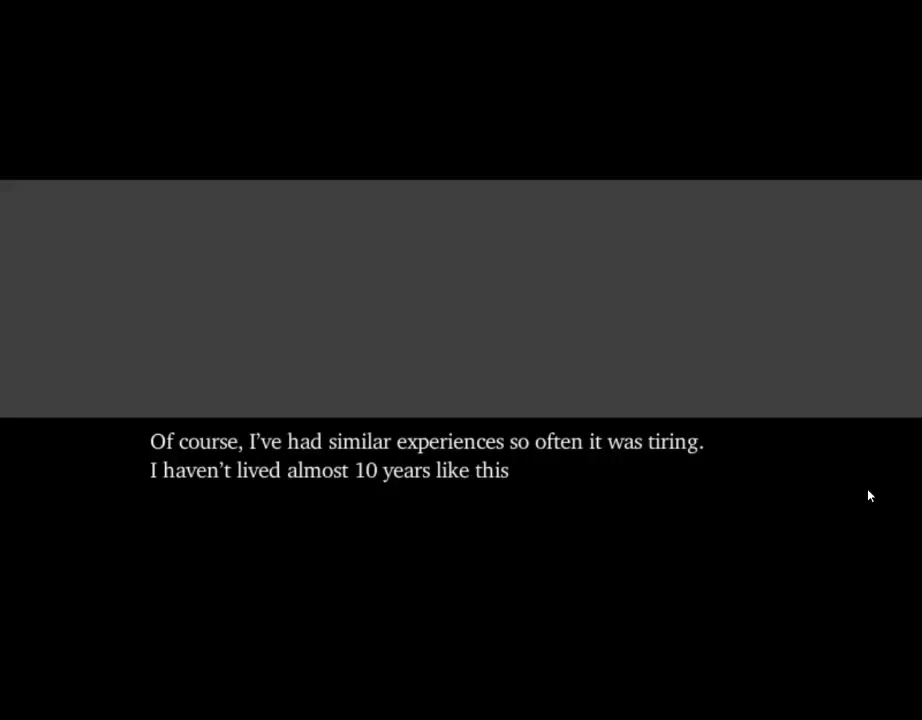 Of course, I’ve had similar experiences so often it was tiring.
I haven’t lived almost 10 years like this